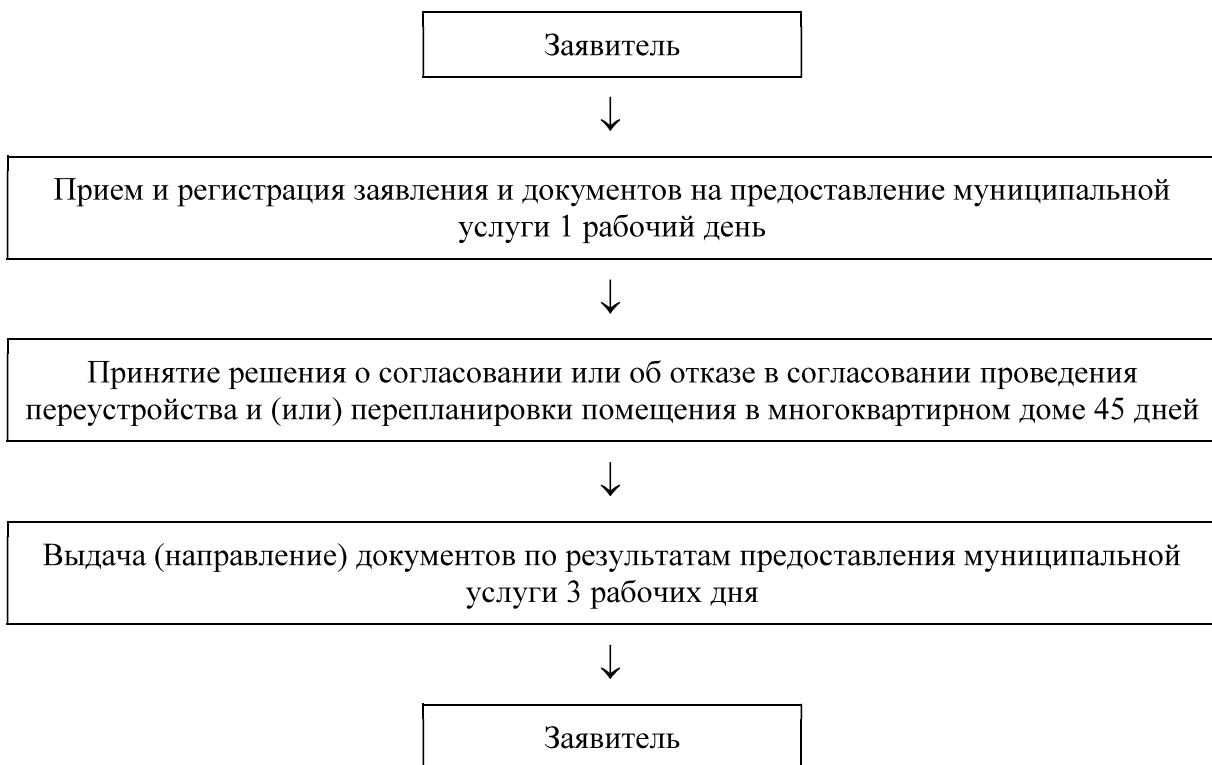 Заявитель
↓
Прием и регистрация заявления и документов на предоставление муниципальной
услуги 1 рабочий день
↓
Принятие решения о согласовании или об отказе в согласовании проведения
переустройства и (или) перепланировки помещения в многоквартирном доме 45 дней
↓
Выдача (направление) документов по результатам предоставления муниципальной
услуги 3 рабочих дня
↓
Заявитель